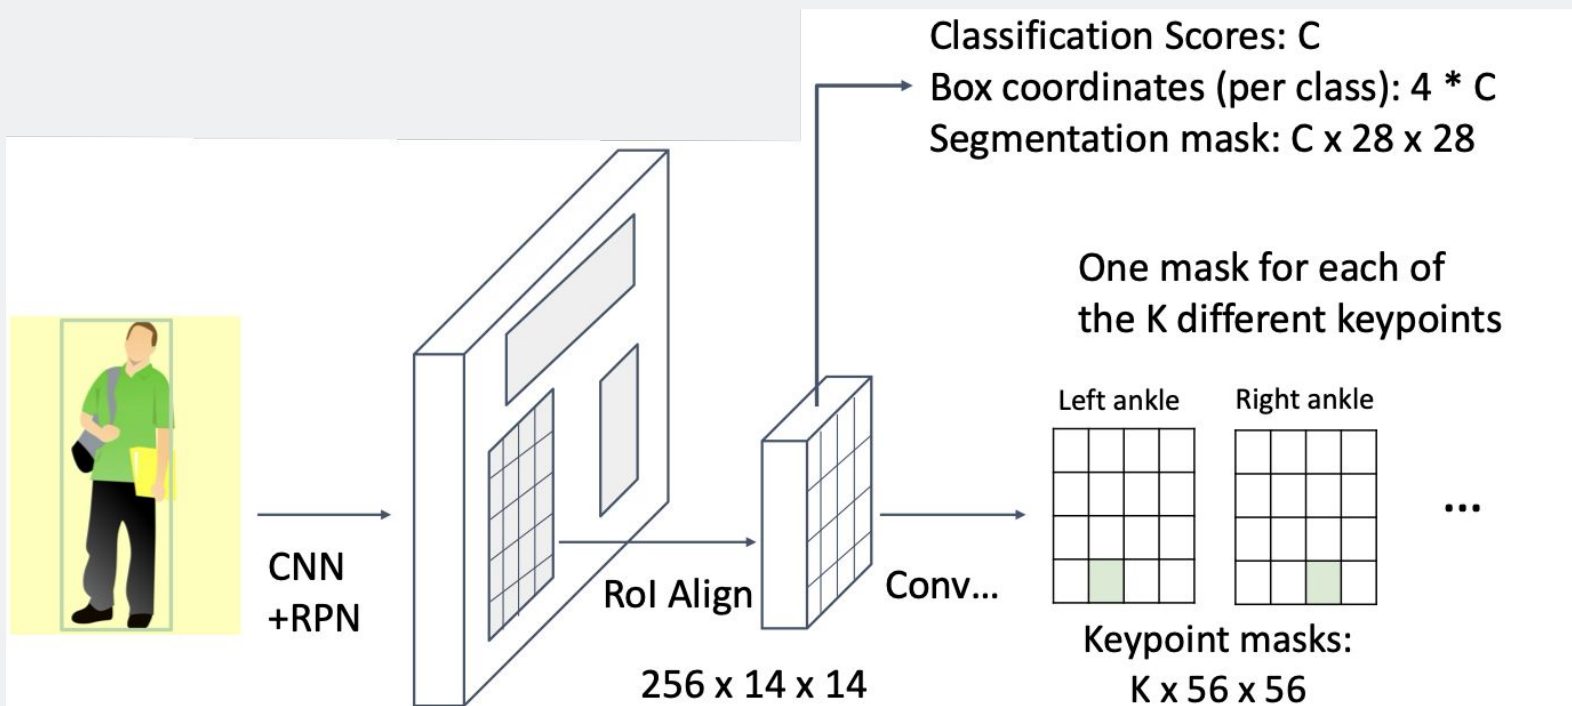 Classification Scores: C
Box coordinates (per class): 4 * C
Segmentation mask: C x 28 x 28
One mask for each of
the K different keypoints
Left ankle
Right ankle
...
CNN
+RPN
RoI Align
Conv...
256 x 14 x 14
Keypoint masks:
K x 56 x 56